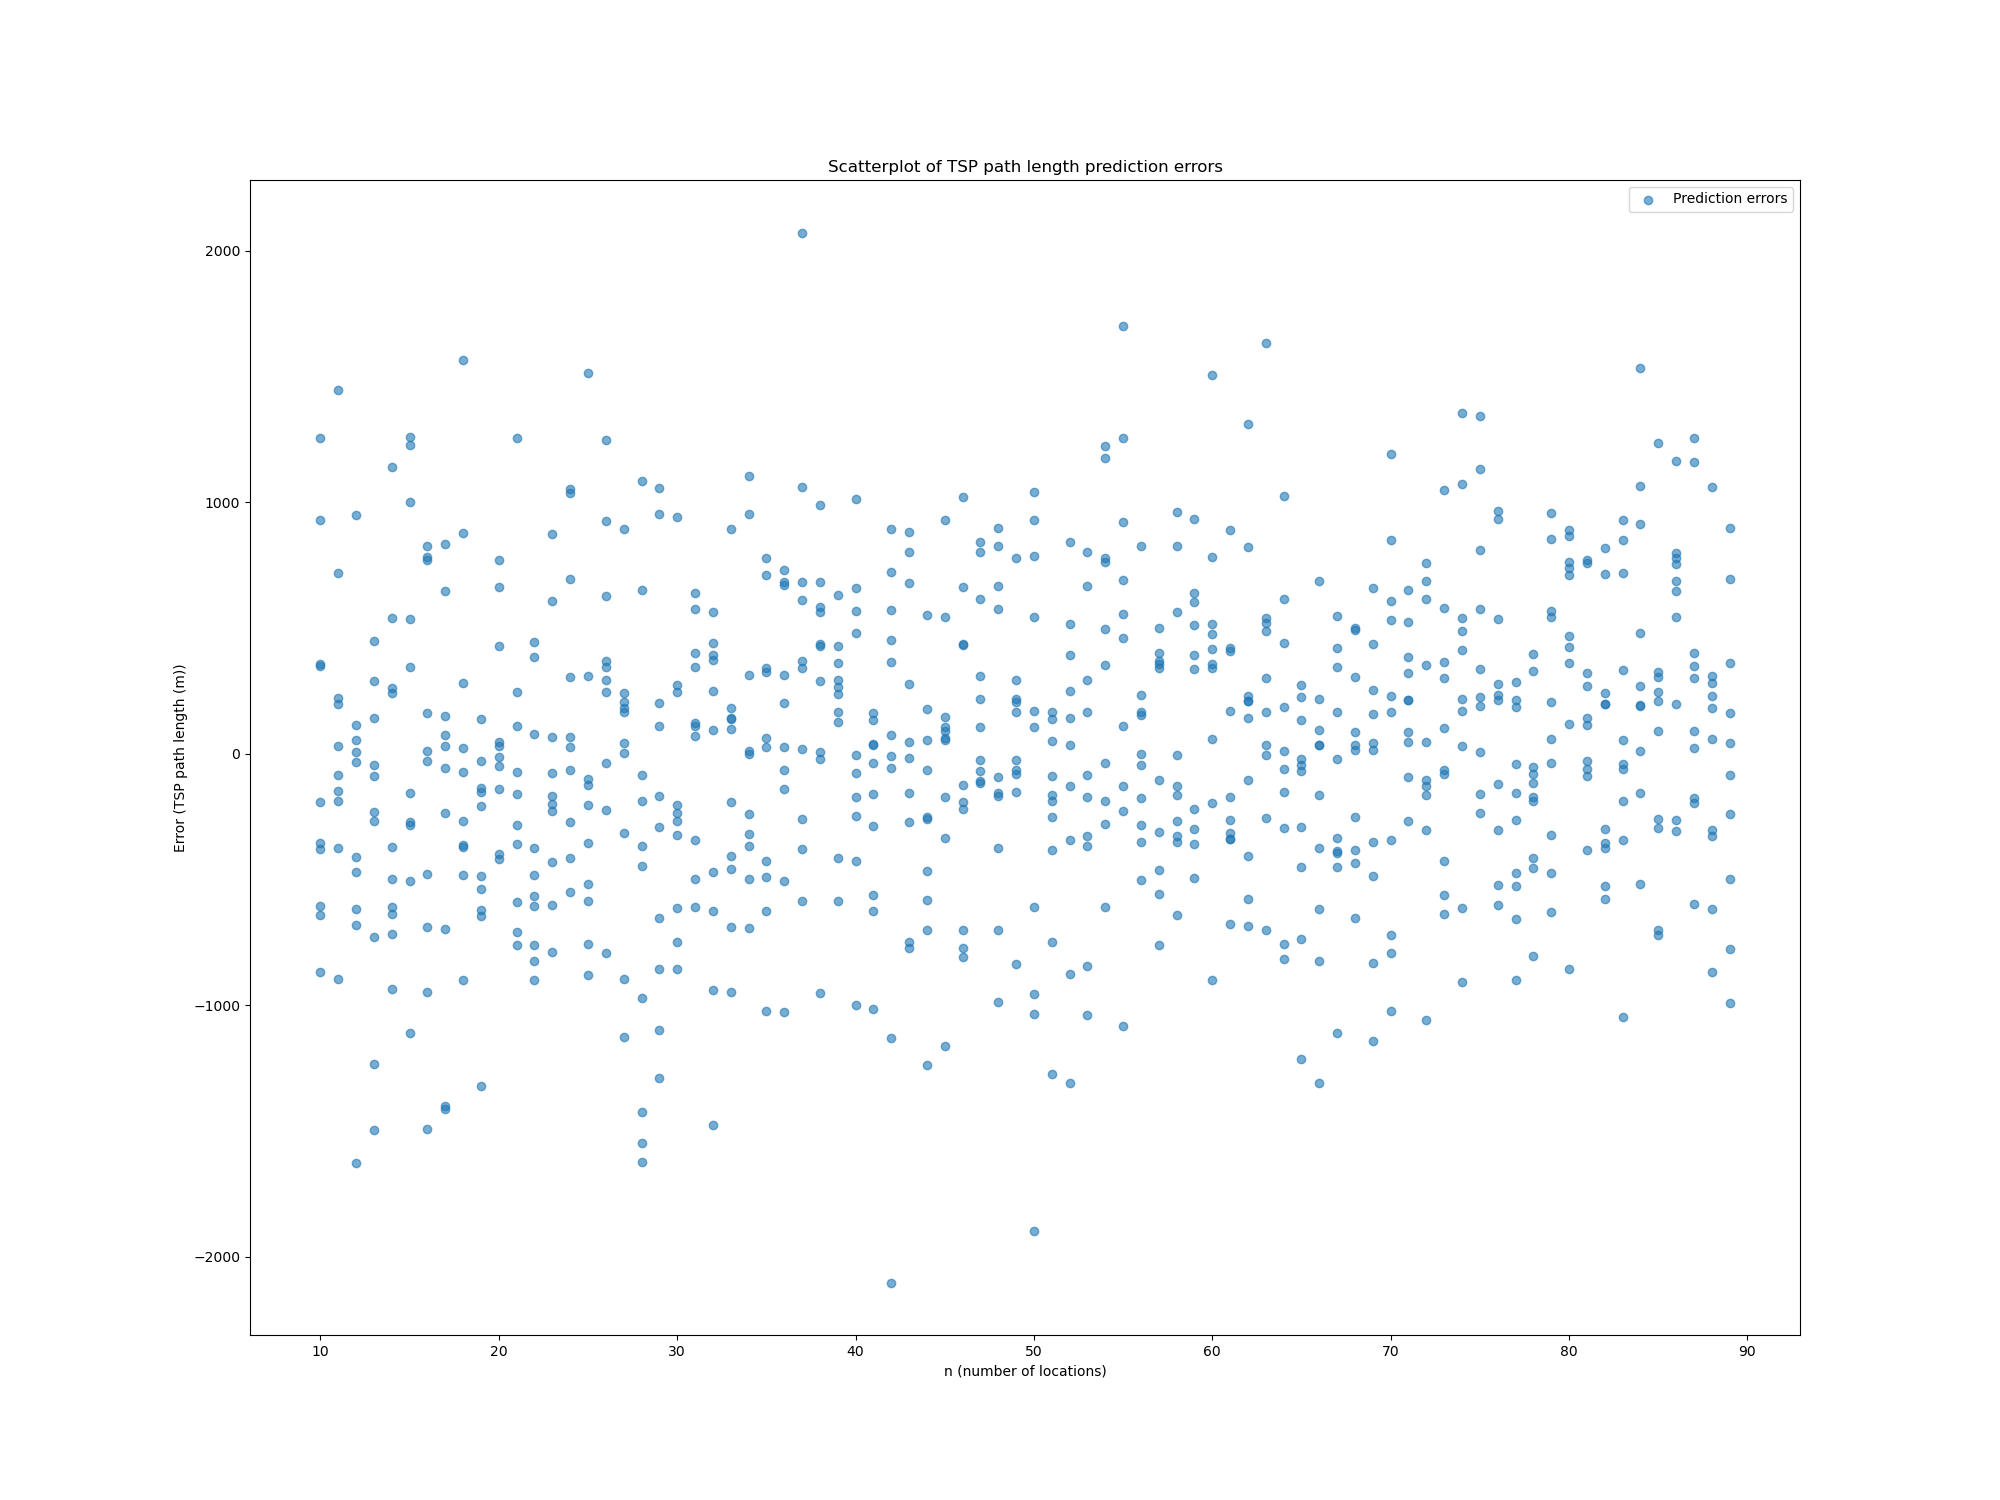 Scatterplot of TSP path length prediction errors
Prediction errors
2000
1000
0
−1000
−2000
Error (TSP path length (m))
10 20 30 40 50 60 70 80 90
n (number of locations)